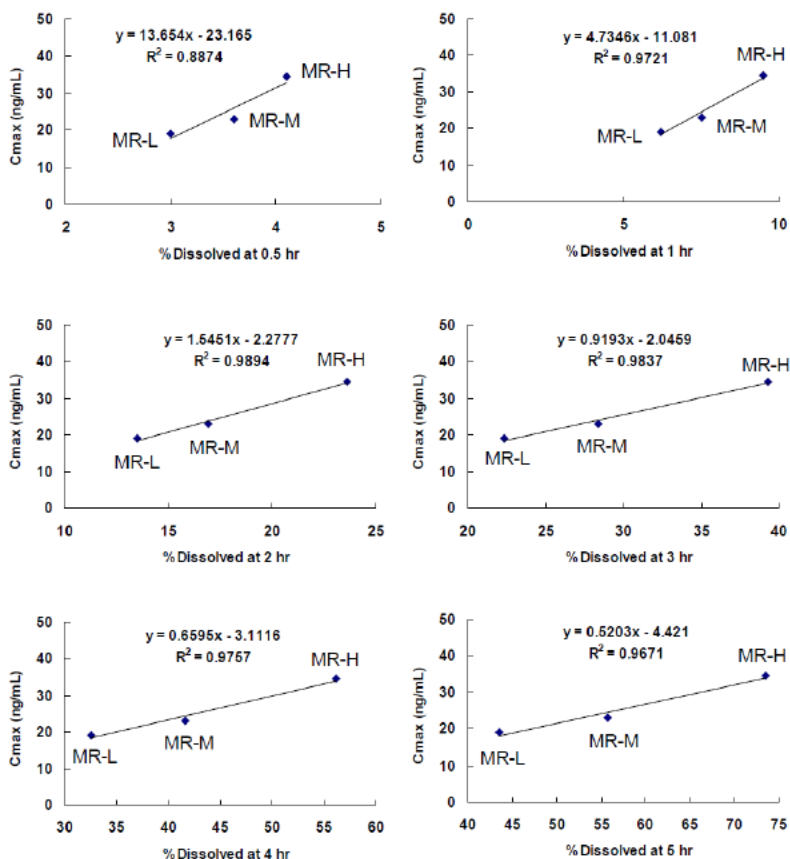 50
y = 13.654x - 23.165
R² = 0.8874
40
MR-H
30
Cmax (ng/mL)
20
MR-L
MR-M
10
0
2
3
4
5
%Dissolved at 0.5 hr
50
y = 4.7346x - 11.081
R² = 0.9721
40
MR-H
30
Cmax (ng/mL)
20
MR-L
MR-M
10
0
0
5
10
%Dissolved at 1 hr
50
y = 1.5451x - 2.2777
R² = 0.9894
40
MR-H
30
Cmax (ng/mL)
20
MR-L
MR-M
10
0
10
15
20
25
%Dissolved at 2 hr
50
y = 0.9193x - 2.0459
R² = 0.9837
40
MR-H
30
Cmax (ng/mL)
20
MR-L
MR-M
10
0
20
25
30
35
40
%Dissolved at 3 hr
50
y = 0.6595x - 3.1116
R² = 0.9757
40
MR-H
30
Cmax (ng/mL)
20
MR-L
MR-M
10
0
30
35
40
45
50
55
60
%Dissolved at 4 hr
50
y = 0.5203x - 4.421
R² = 0.9671
40
MR-H
30
Cmax (ng/mL)
20
MR-L
MR-M
10
0
40
45
50
55
60
65
70
75
%Dissolved at 5 hr